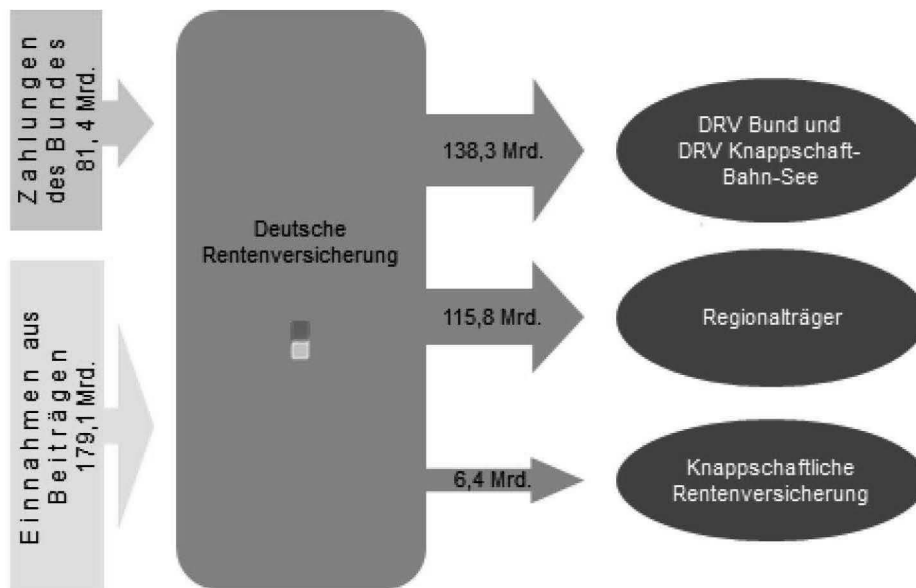 Zahlungen
des Bundes
81,4 Mrd.
Einnahmen aus
Beiträgen
179,1 Mrd.
Deutsche
Rentenversicherung
138,3 Mrd.
115,8 Mrd.
6,4 Mrd.
DRV Bund und
DRV Knappschaft-
Bahn-See
Regionalträger
Knappschaftliche
Rentenversicherung